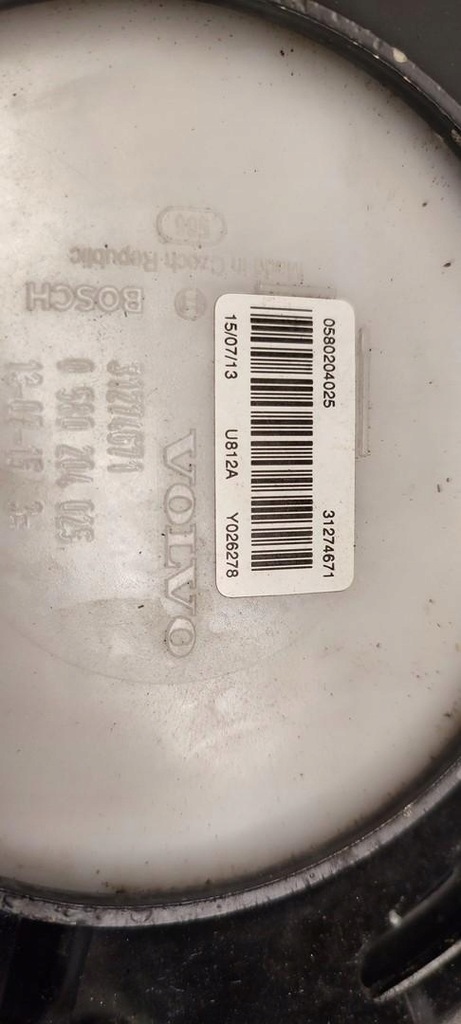 0580204025 31274671
15/07/13 U812A Y026278
Made in Czech Republic
BOSCH
VOLVO
31274671
0 580 204 025